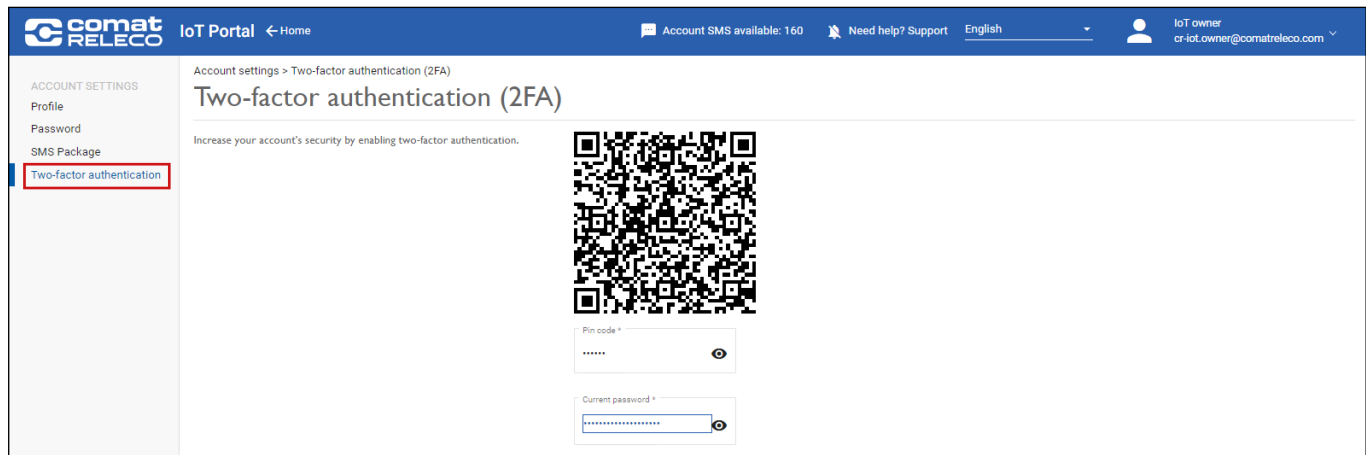 comat
RELECO
IoT Portal ← Home
Account SMS available: 160
Need help? Support
English
IoT owner
cr-iot.owner@comatreleco.com
ACCOUNT SETTINGS
Profile
Password
SMS Package
Two-factor authentication
Account settings > Two-factor authentication (2FA)
Two-factor authentication (2FA)
Increase your account's security by enabling two-factor authentication.
Pin code *
••••••
Current password *
••••••••••••••••••••